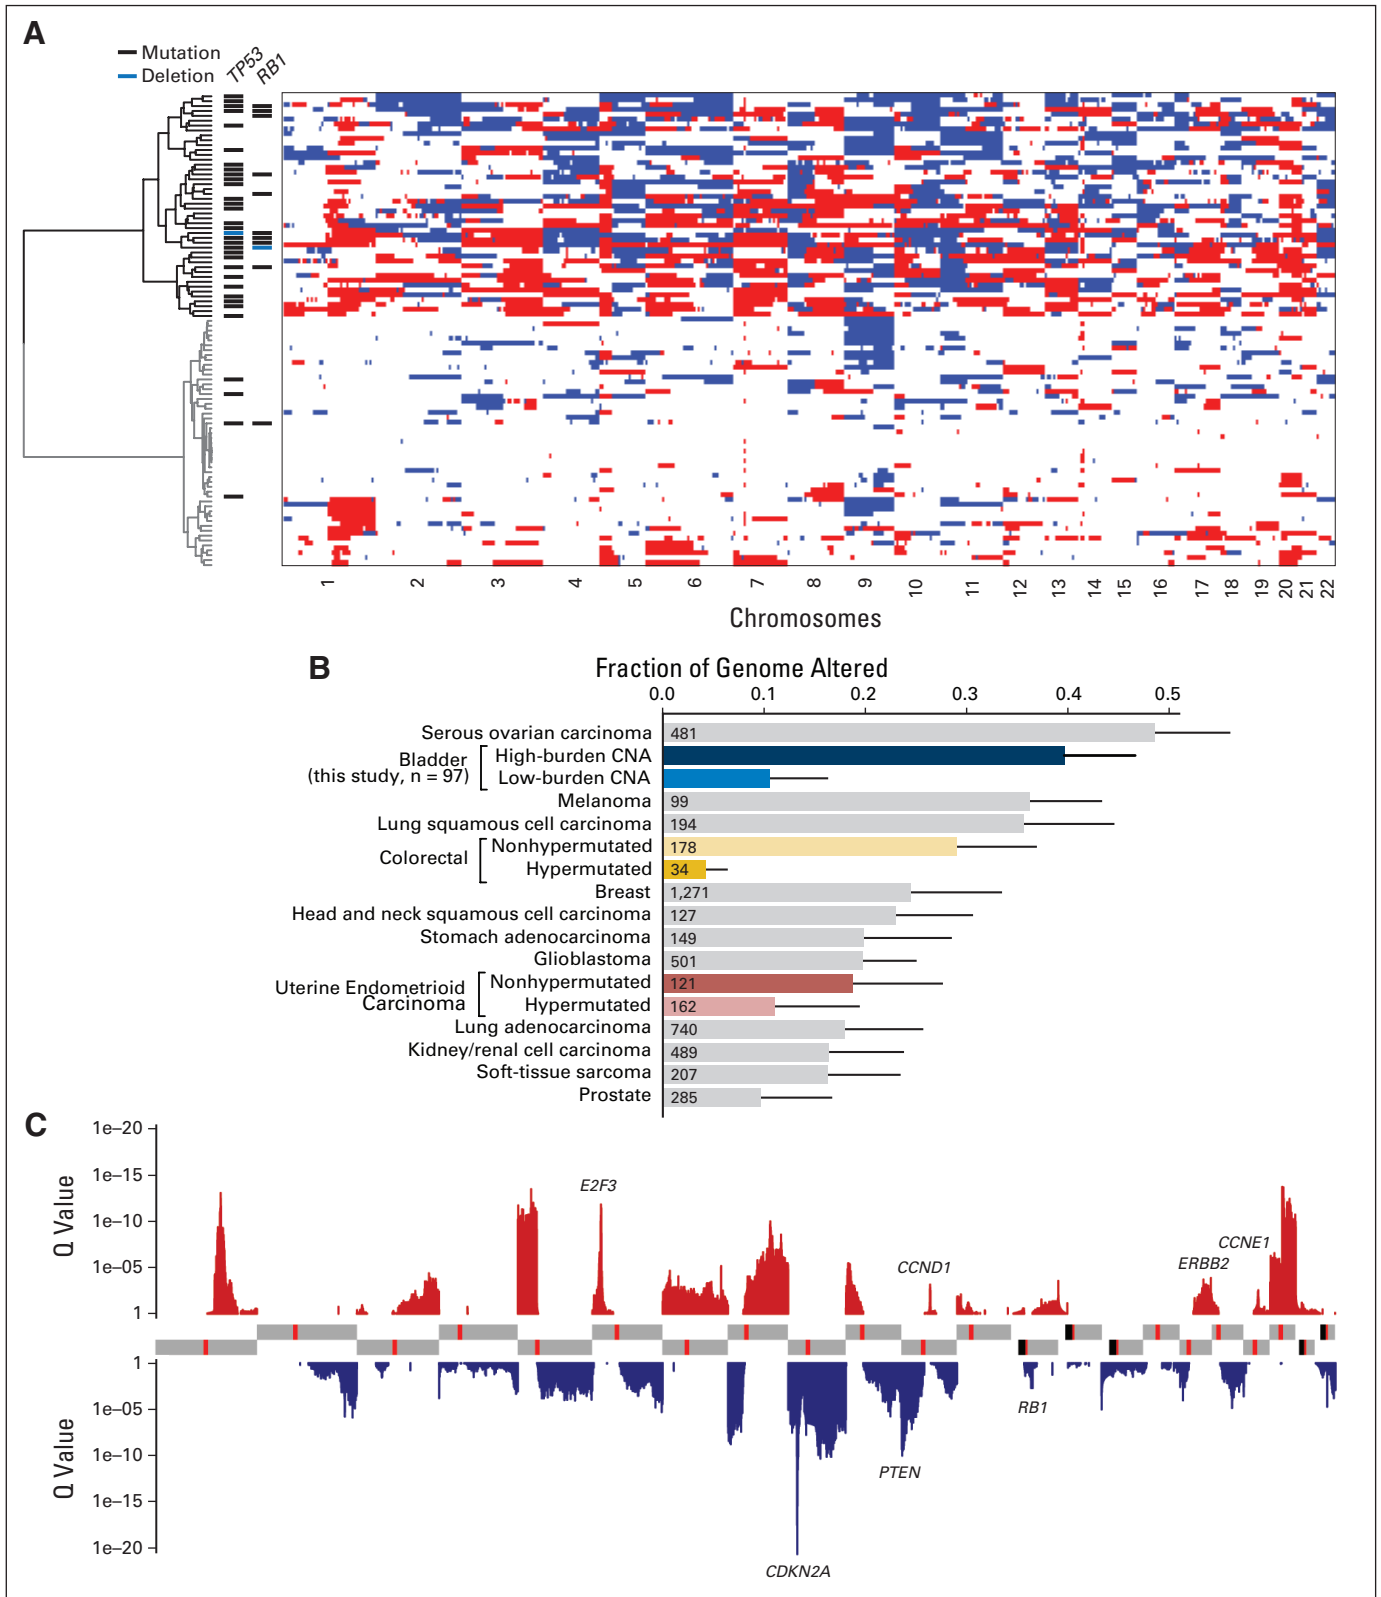 A
Mutation
Deletion
TP53
RB1
1 2 3 4 5 6 7 8 9 10 11 12 13 14 15 16 17 18 19 20 21 22
Chromosomes
B
Fraction of Genome Altered
0.0 0.1 0.2 0.3 0.4 0.5
Serous ovarian carcinoma 481
Bladder
(this study, n = 97)
High-burden CNA
Low-burden CNA
Melanoma 99
Lung squamous cell carcinoma 194
Colorectal
Nonhypermutated 178
Hypermutated 34
Breast 1,271
Head and neck squamous cell carcinoma 127
Stomach adenocarcinoma 149
Glioblastoma 501
Uterine Endometrioid
Carcinoma
Nonhypermutated 121
Hypermutated 162
Lung adenocarcinoma 740
Kidney/renal cell carcinoma 489
Soft-tissue sarcoma 207
Prostate 285
C
Q Value
1e–20
1e–15
1e–10
1e–05
1
E2F3
CCND1
ERBB2
CCNE1
Q Value
1
1e–05
1e–10
1e–15
1e–20
CDKN2A
PTEN
RB1